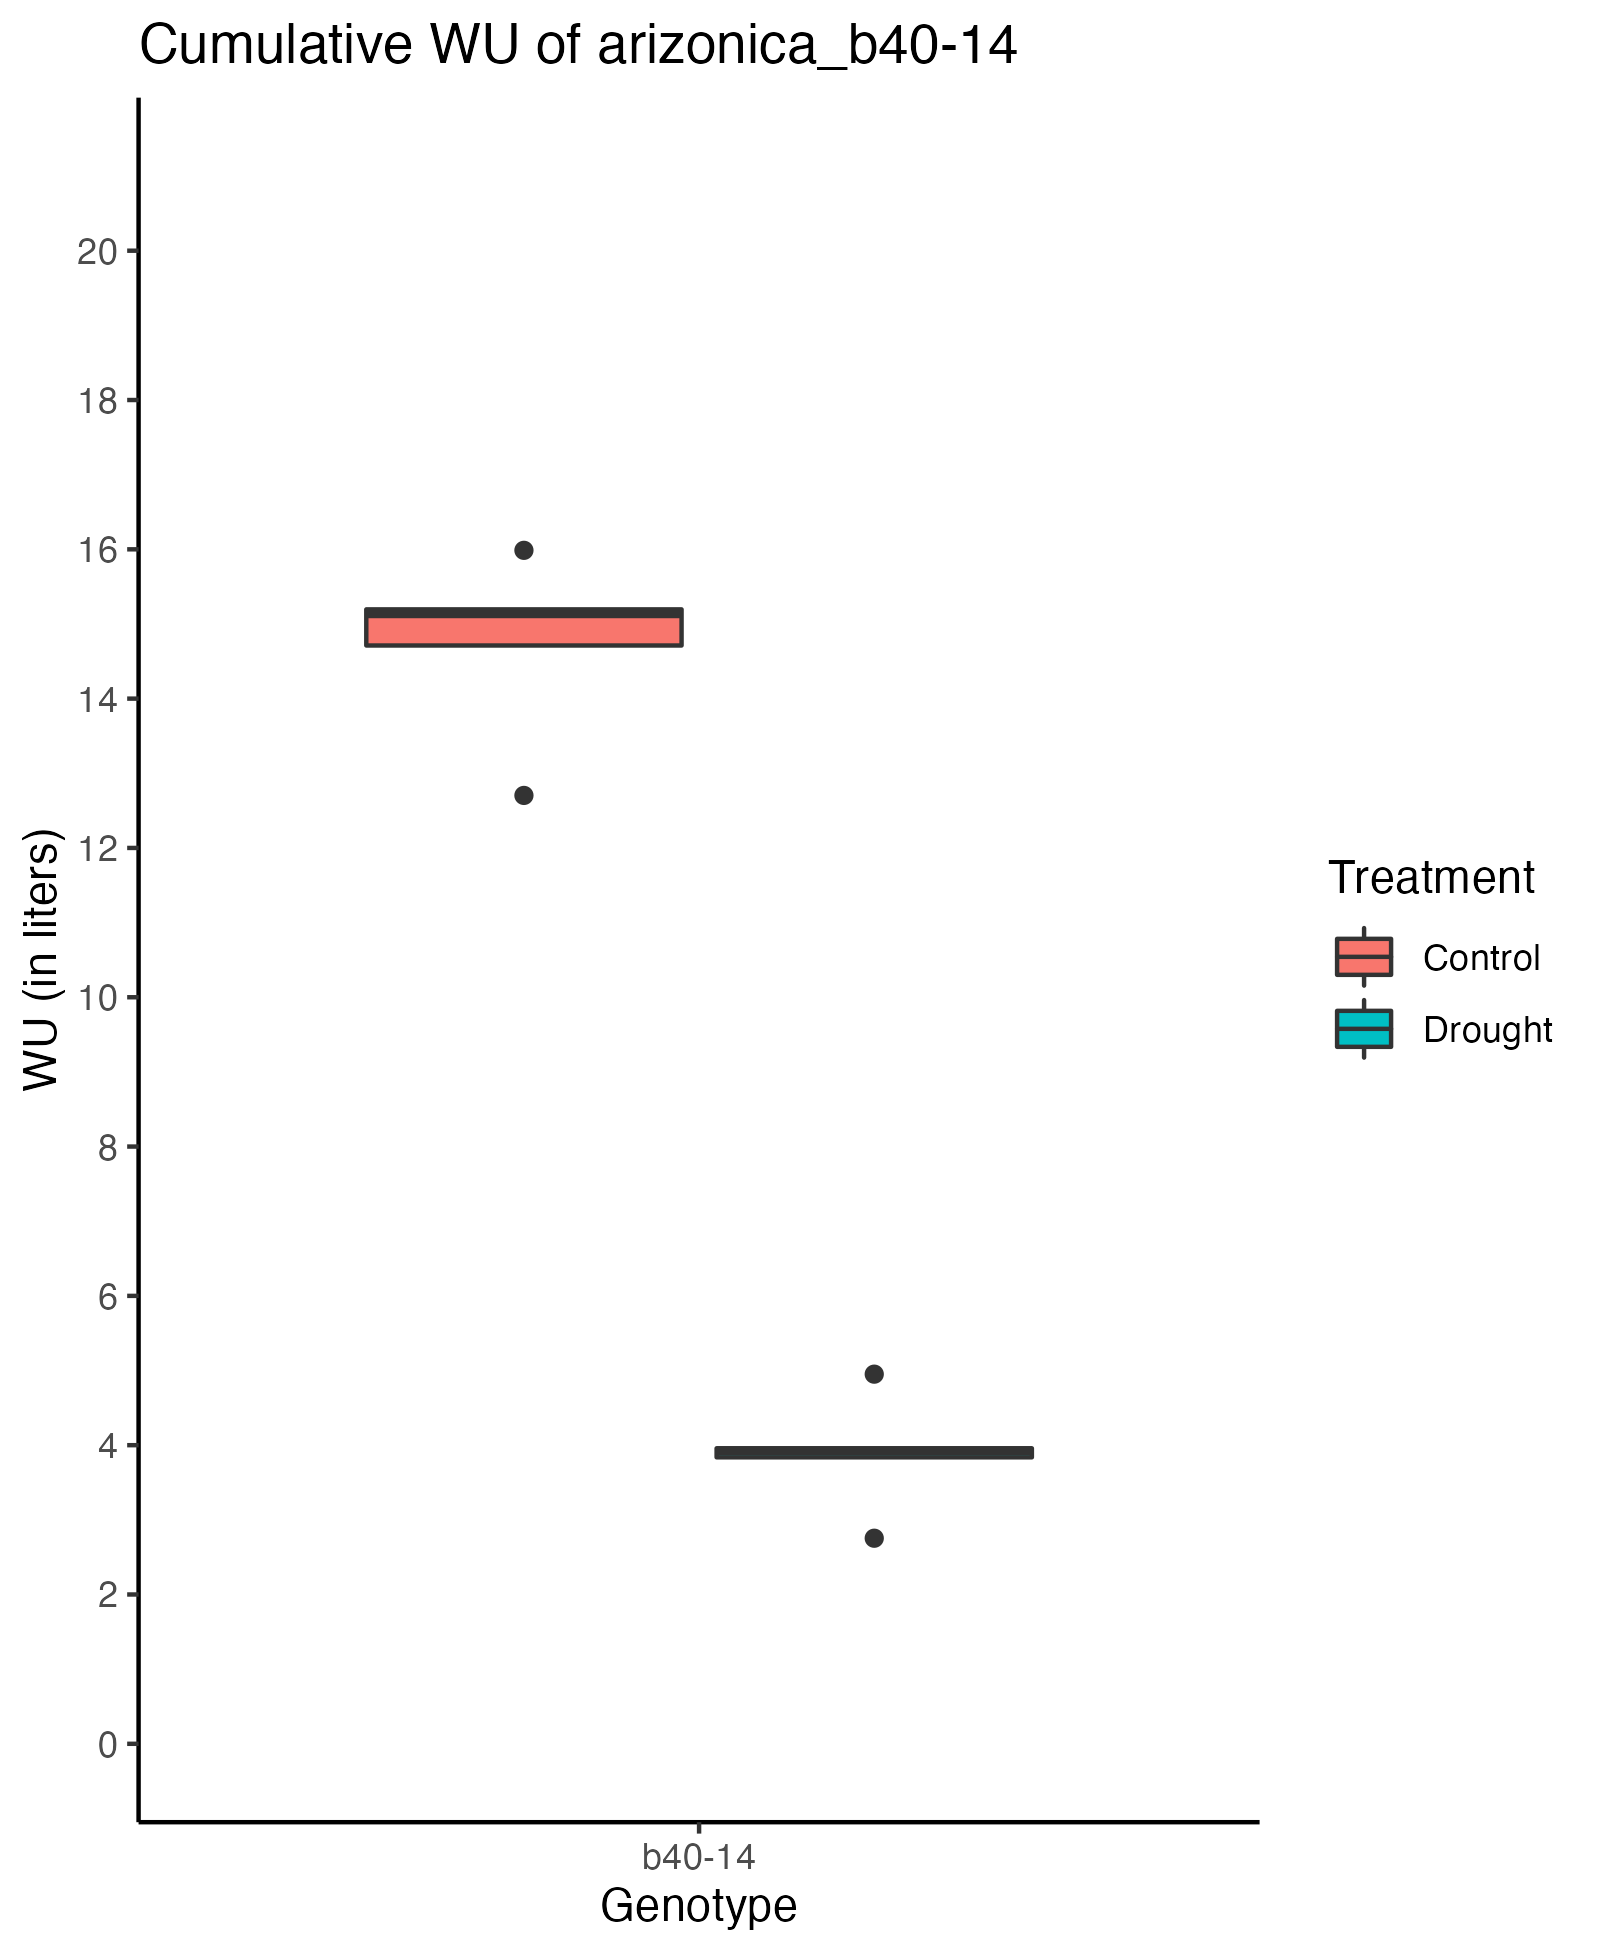 Cumulative WU of arizonica_b40-14
20
18
16
14
12
10
8
6
4
2
0
WU (in liters)
b40-14
Genotype
Treatment
Control
Drought